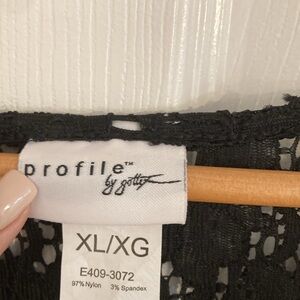 profile™
by gottex
XL/XG
E409-3072
97% Nylon 3% Spandex